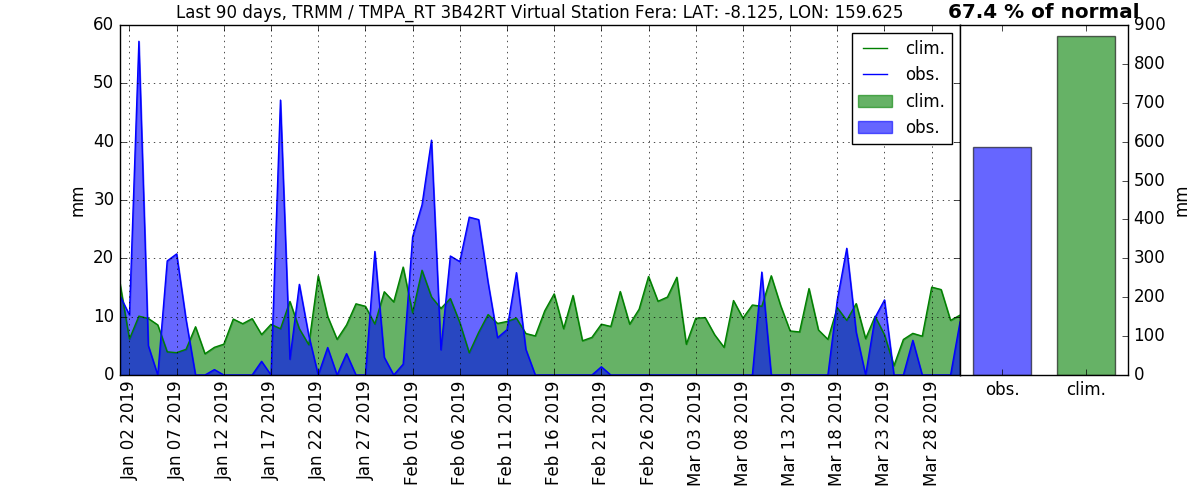 Last 90 days, TRMM / TMPA_RT 3B42RT Virtual Station Fera: LAT: -8.125, LON: 159.625
67.4 % of normal
60
50
40
30
20
10
0
mm
clim.
obs.
clim.
obs.
900
800
700
600
500
400
300
200
100
0
mm
obs.
clim.
Jan 02 2019
Jan 07 2019
Jan 12 2019
Jan 17 2019
Jan 22 2019
Jan 27 2019
Feb 01 2019
Feb 06 2019
Feb 11 2019
Feb 16 2019
Feb 21 2019
Feb 26 2019
Mar 03 2019
Mar 08 2019
Mar 13 2019
Mar 18 2019
Mar 23 2019
Mar 28 2019